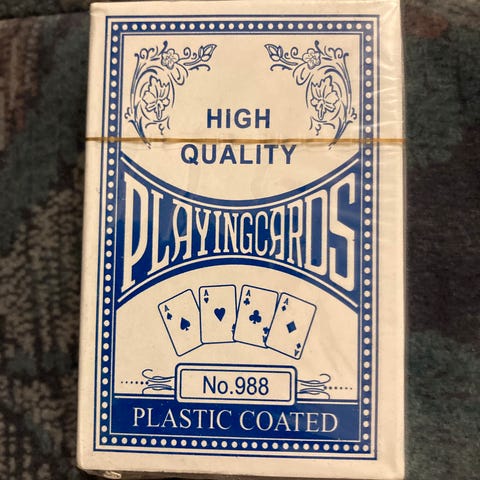 HIGH
QUALITY
PLAYINGCARDS
A A A A
No.988
PLASTIC COATED